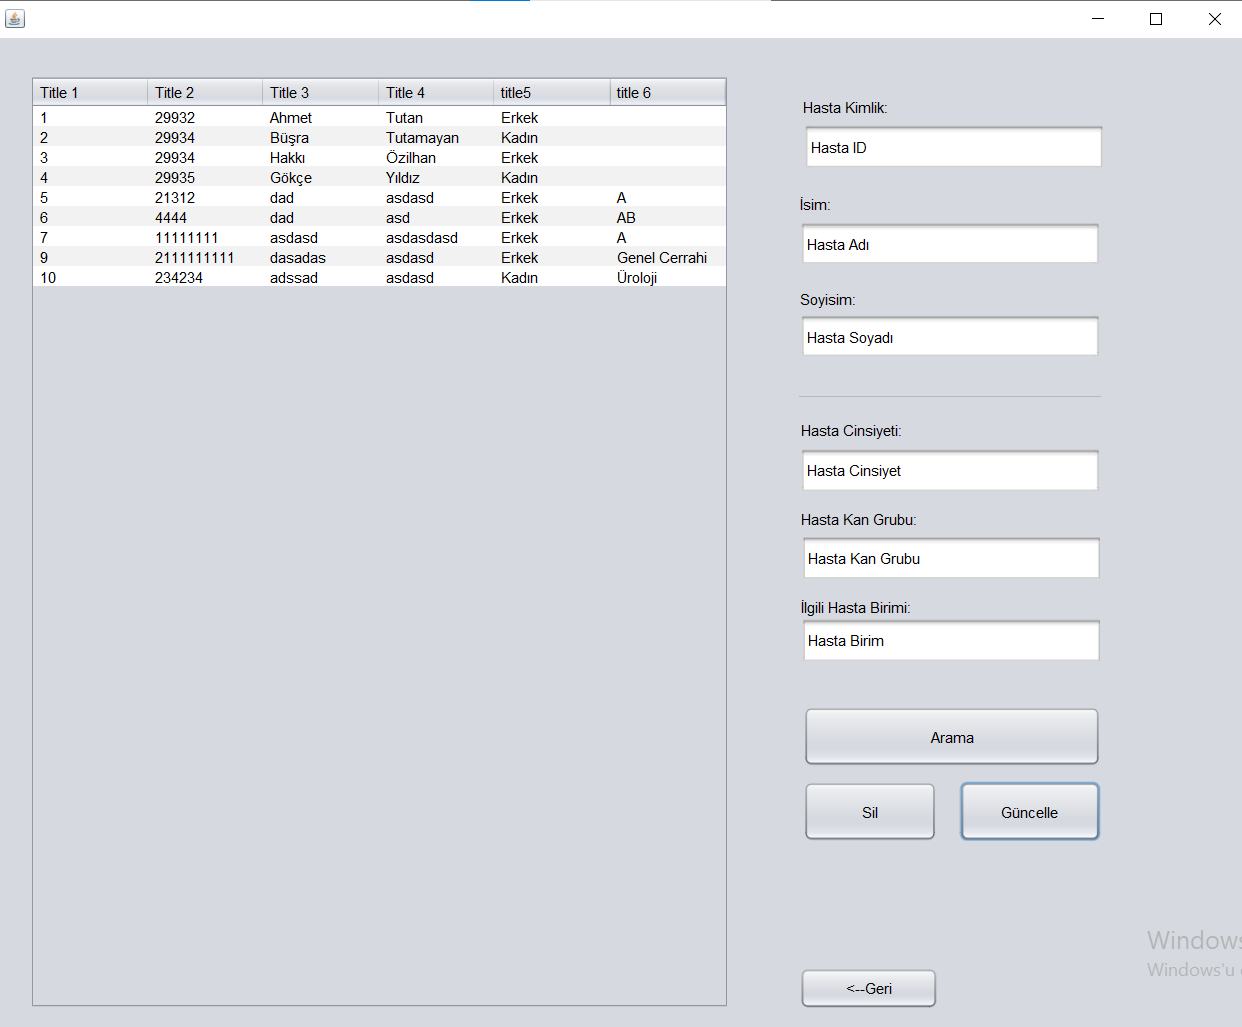 Title 1 Title 2 Title 3 Title 4 title5 title 6
1 29932 Ahmet Tutan Erkek
2 29934 Büşra Tutamayan Kadın
3 29934 Hakkı Özilhan Erkek
4 29935 Gökçe Yıldız Kadın
5 21312 dad asdasd Erkek A
6 4444 dad asd Erkek AB
7 11111111 asdasd asdasdasd Erkek A
9 2111111111 dasadas asdasd Erkek Genel Cerrahi
10 234234 adssad asdasd Kadın Üroloji
Hasta Kimlik:
Hasta ID
İsim:
Hasta Adı
Soyisim:
Hasta Soyadı
Hasta Cinsiyeti:
Hasta Cinsiyet
Hasta Kan Grubu:
Hasta Kan Grubu
İlgili Hasta Birimi:
Hasta Birim
Arama
Sil Güncelle
<--Geri
Windows
Windows'u